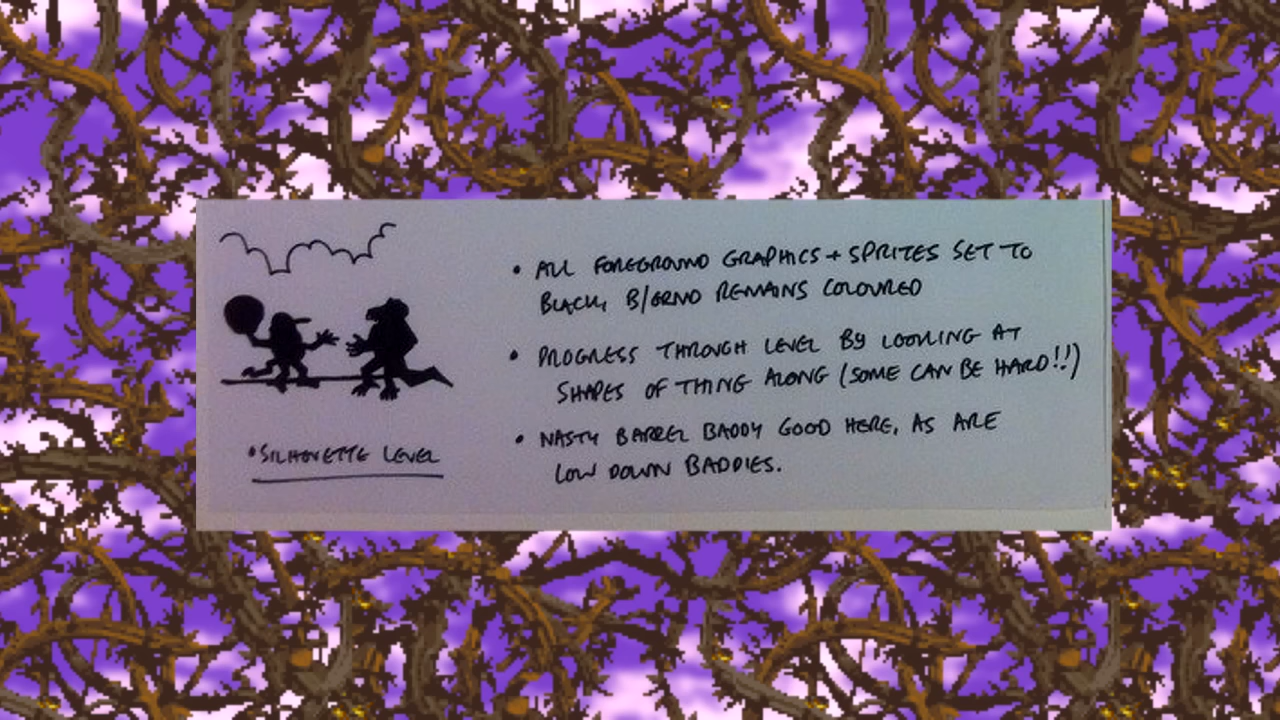 • ALL FOREGROUND GRAPHICS + SPRITES SET TO
BLACK, B/GRND REMAINS COLOURED
• PROGRESS THROUGH LEVEL BY LOOKING AT
SHAPES OF THING ALONG (SOME CAN BE HARD!!)
• NASTY BARREL BADDY GOOD HERE, AS ARE
LOW DOWN BADDIES.
• SILHOUETTE LEVEL